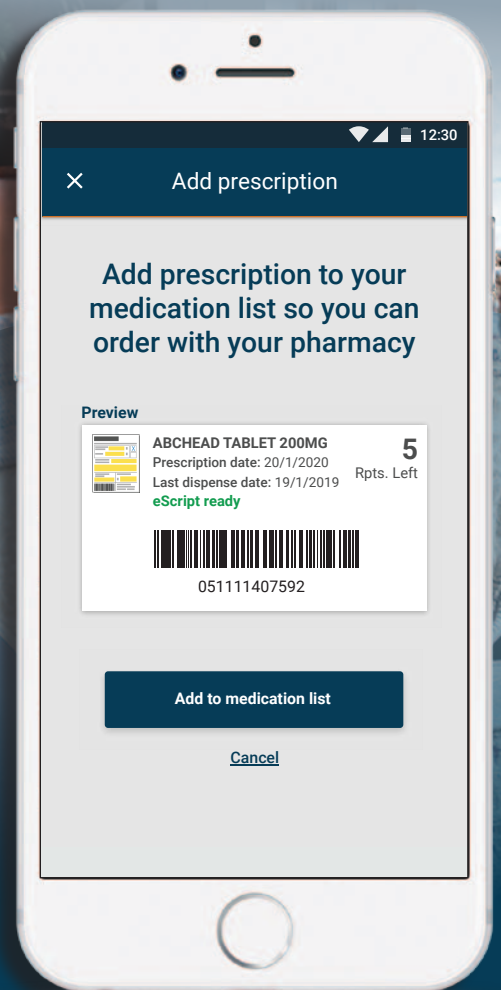 12:30
Add prescription
Add prescription to your
medication list so you can
order with your pharmacy
Preview
ABCHEAD TABLET 200MG
Prescription date: 20/1/2020
Last dispense date: 19/1/2019
eScript ready
5
Rpts. Left
051111407592
Add to medication list
Cancel